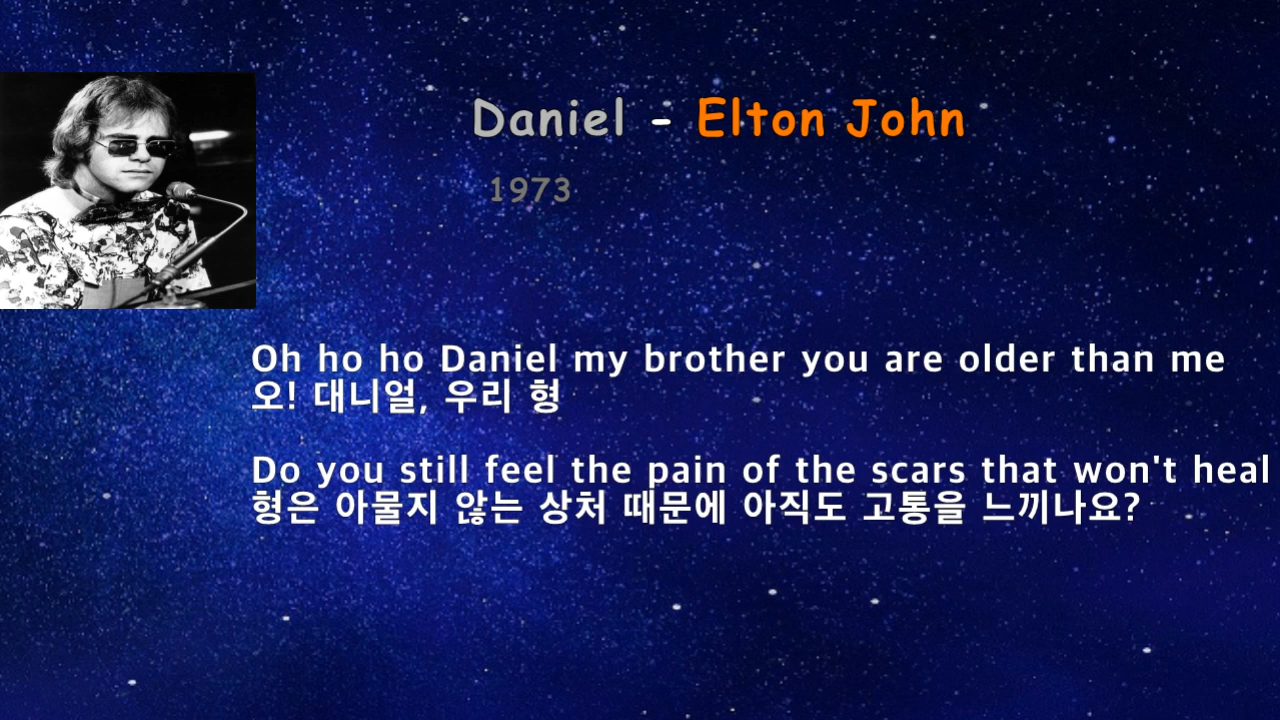 Daniel - Elton John
1973
Oh ho ho Daniel my brother you are older than me
오! 대니얼, 우리 형
Do you still feel the pain of the scars that won't heal
형은 아물지 않는 상처 때문에 아직도 고통을 느끼나요?